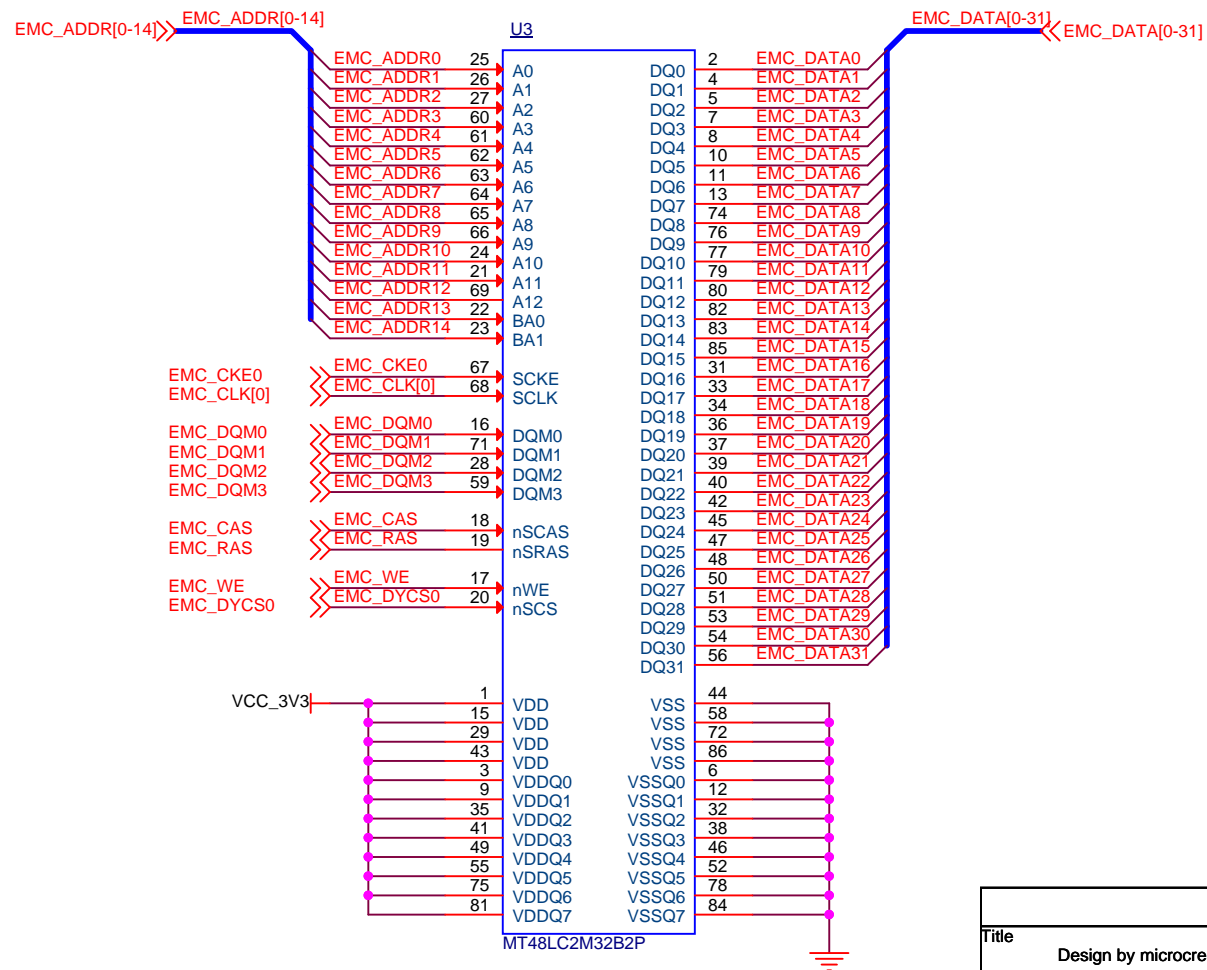 EMC_ADDR[0-14] EMC_ADDR[0-14] U3 EMC_DATA[0-31] EMC_DATA[0-31]
EMC_ADDR0 25 A0 DQ0 2 EMC_DATA0
EMC_ADDR1 26 A1 DQ1 4 EMC_DATA1
EMC_ADDR2 27 A2 DQ2 5 EMC_DATA2
EMC_ADDR3 60 A3 DQ3 7 EMC_DATA3
EMC_ADDR4 61 A4 DQ4 8 EMC_DATA4
EMC_ADDR5 62 A5 DQ5 10 EMC_DATA5
EMC_ADDR6 63 A6 DQ6 11 EMC_DATA6
EMC_ADDR7 64 A7 DQ7 13 EMC_DATA7
EMC_ADDR8 65 A8 DQ8 74 EMC_DATA8
EMC_ADDR9 66 A9 DQ9 76 EMC_DATA9
EMC_ADDR10 24 A10 DQ10 77 EMC_DATA10
EMC_ADDR11 21 A11 DQ11 79 EMC_DATA11
EMC_ADDR12 69 A12 DQ12 80 EMC_DATA12
EMC_ADDR13 22 BA0 DQ13 82 EMC_DATA13
EMC_ADDR14 23 BA1 DQ14 83 EMC_DATA14
DQ15 85 EMC_DATA15
EMC_CKE0 EMC_CKE0 67 SCKE DQ16 31 EMC_DATA16
EMC_CLK[0] EMC_CLK[0] 68 SCLK DQ17 33 EMC_DATA17
DQ18 34 EMC_DATA18
EMC_DQM0 EMC_DQM0 16 DQM0 DQ19 36 EMC_DATA19
EMC_DQM1 EMC_DQM1 71 DQM1 DQ20 37 EMC_DATA20
EMC_DQM2 EMC_DQM2 28 DQM2 DQ21 39 EMC_DATA21
EMC_DQM3 EMC_DQM3 59 DQM3 DQ22 40 EMC_DATA22
DQ23 42 EMC_DATA23
EMC_CAS EMC_CAS 18 nSCAS DQ24 45 EMC_DATA24
EMC_RAS EMC_RAS 19 nSRAS DQ25 47 EMC_DATA25
DQ26 48 EMC_DATA26
EMC_WE EMC_WE 17 nWE DQ27 50 EMC_DATA27
EMC_DYCS0 EMC_DYCS0 20 nSCS DQ28 51 EMC_DATA28
DQ29 53 EMC_DATA29
DQ30 54 EMC_DATA30
DQ31 56 EMC_DATA31
VCC_3V3 1 VDD VSS 44
15 VDD VSS 58
29 VDD VSS 72
43 VDD VSS 86
3 VDDQ0 VSSQ0 6
9 VDDQ1 VSSQ1 12
35 VDDQ2 VSSQ2 32
41 VDDQ3 VSSQ3 38
49 VDDQ4 VSSQ4 46
55 VDDQ5 VSSQ5 52
75 VDDQ6 VSSQ6 78
81 VDDQ7 VSSQ7 84
MT48LC2M32B2P
Title
Design by microcre